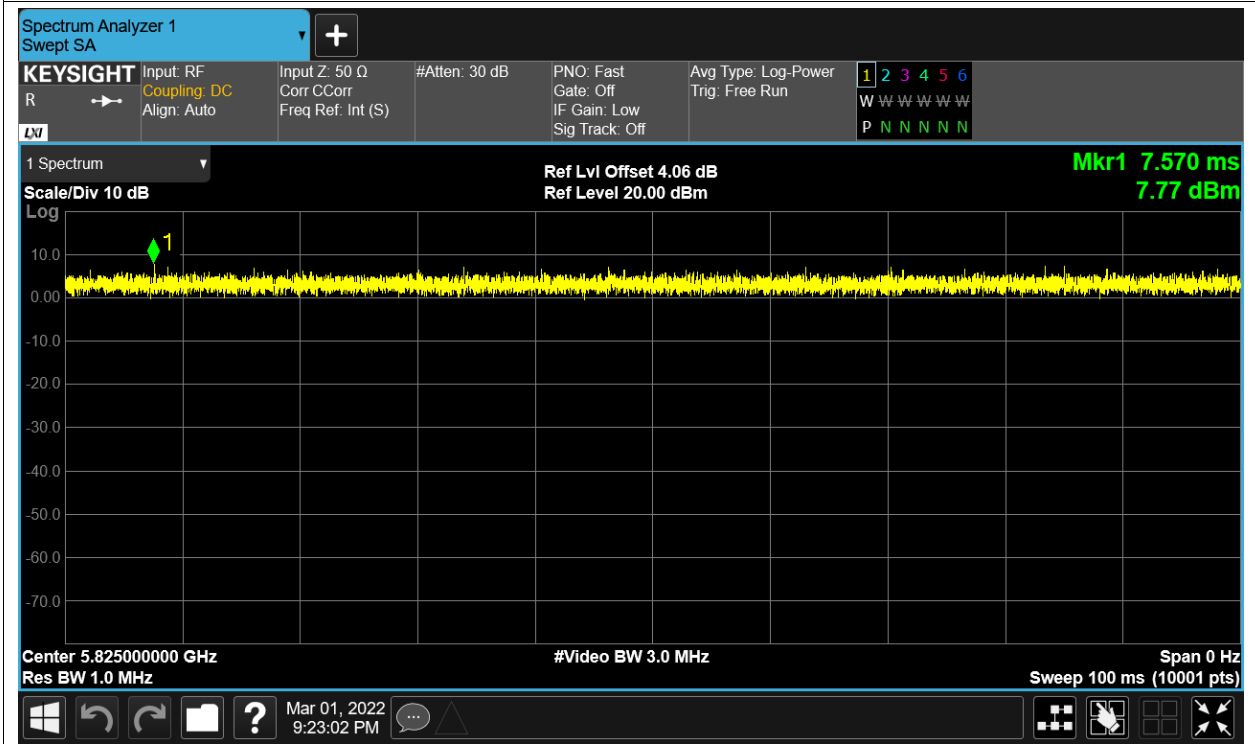 Spectrum Analyzer 1
Swept SA
+
KEYSIGHT
R
LXI
Input: RF
Coupling: DC
Align: Auto
Input Z: 50 Ω
Corr CCorr
Freq Ref: Int (S)
#Atten: 30 dB
PNO: Fast
Gate: Off
IF Gain: Low
Sig Track: Off
Avg Type: Log-Power
Trig: Free Run
1 2 3 4 5 6
W W W W W W
P N N N N N
1 Spectrum
Scale/Div 10 dB
Ref Lvl Offset 4.06 dB
Ref Level 20.00 dBm
Mkr1 7.570 ms
7.77 dBm
Log
1
10.0
0.00
-10.0
-20.0
-30.0
-40.0
-50.0
-60.0
-70.0
Center 5.825000000 GHz
#Video BW 3.0 MHz
Span 0 Hz
Res BW 1.0 MHz
Sweep 100 ms (10001 pts)
?
Mar 01, 2022
9:23:02 PM